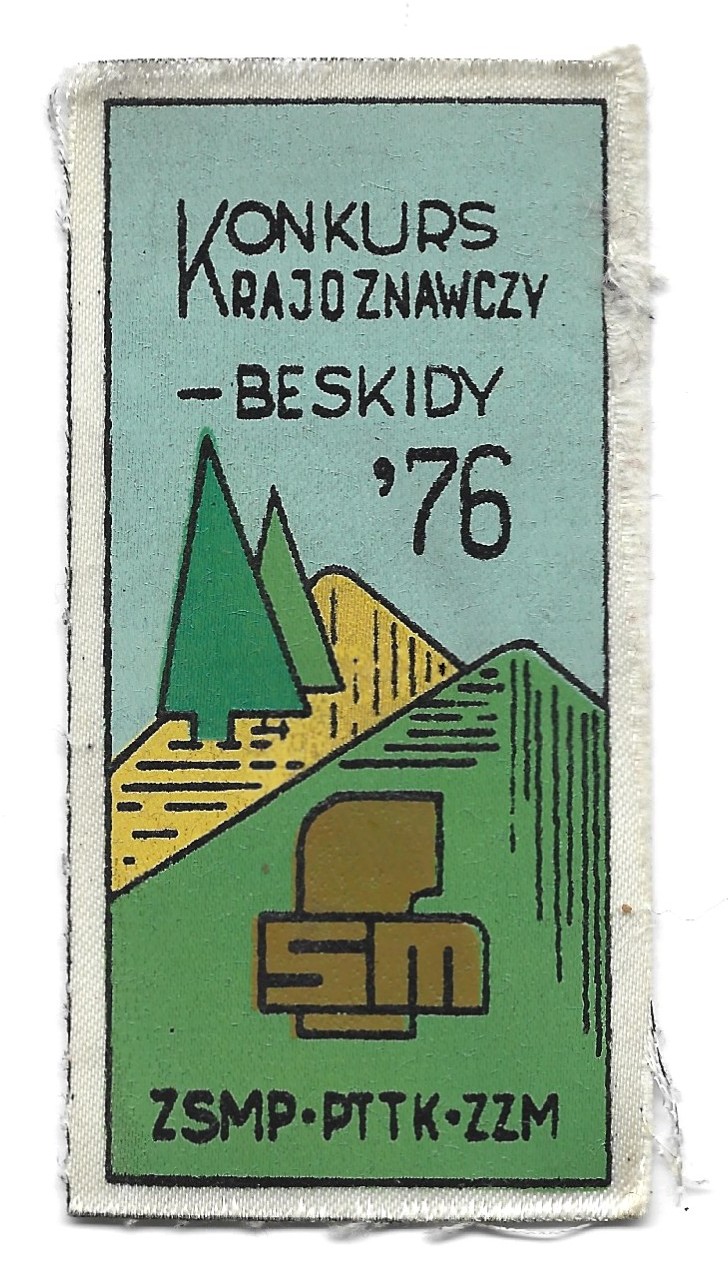 KONKURS
KRAJOZNAWCZY
-BESKIDY
'76
SM
ZSMP·PTTK·ZZM